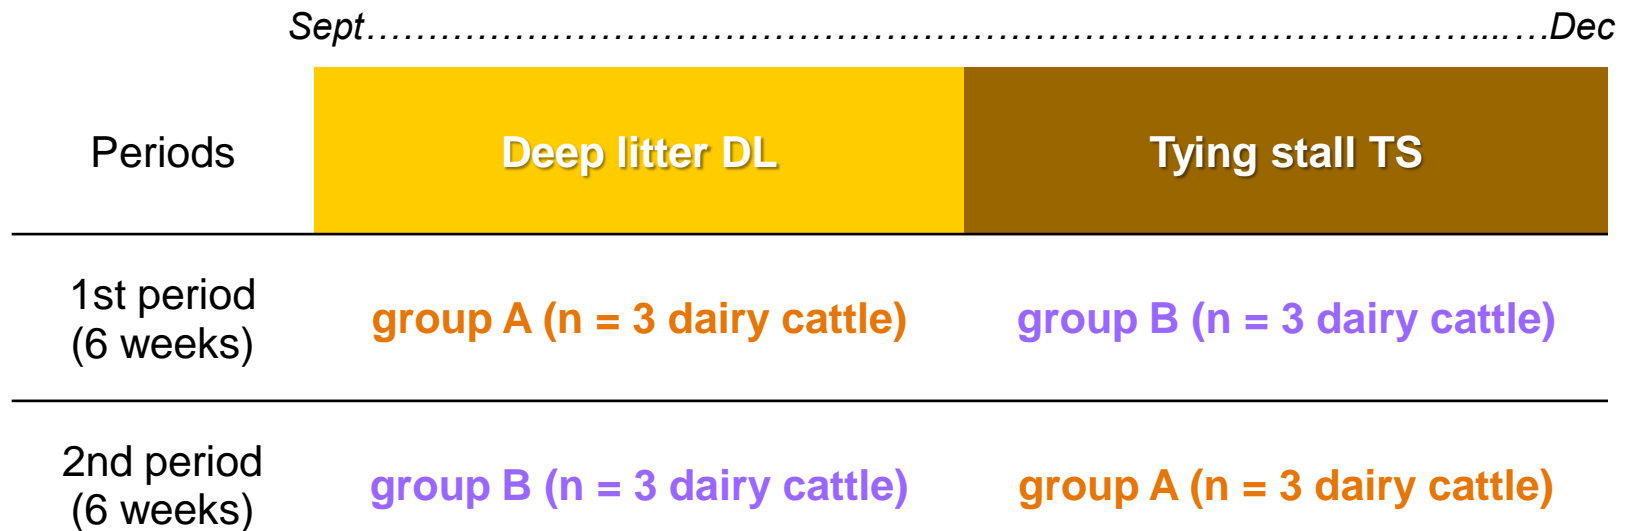 Sept………………………………………………………………………………....….Dec
Periods
Deep litter DL
Tying stall TS
1st period
(6 weeks)
group A (n = 3 dairy cattle)
group B (n = 3 dairy cattle)
2nd period
(6 weeks)
group B (n = 3 dairy cattle)
group A (n = 3 dairy cattle)